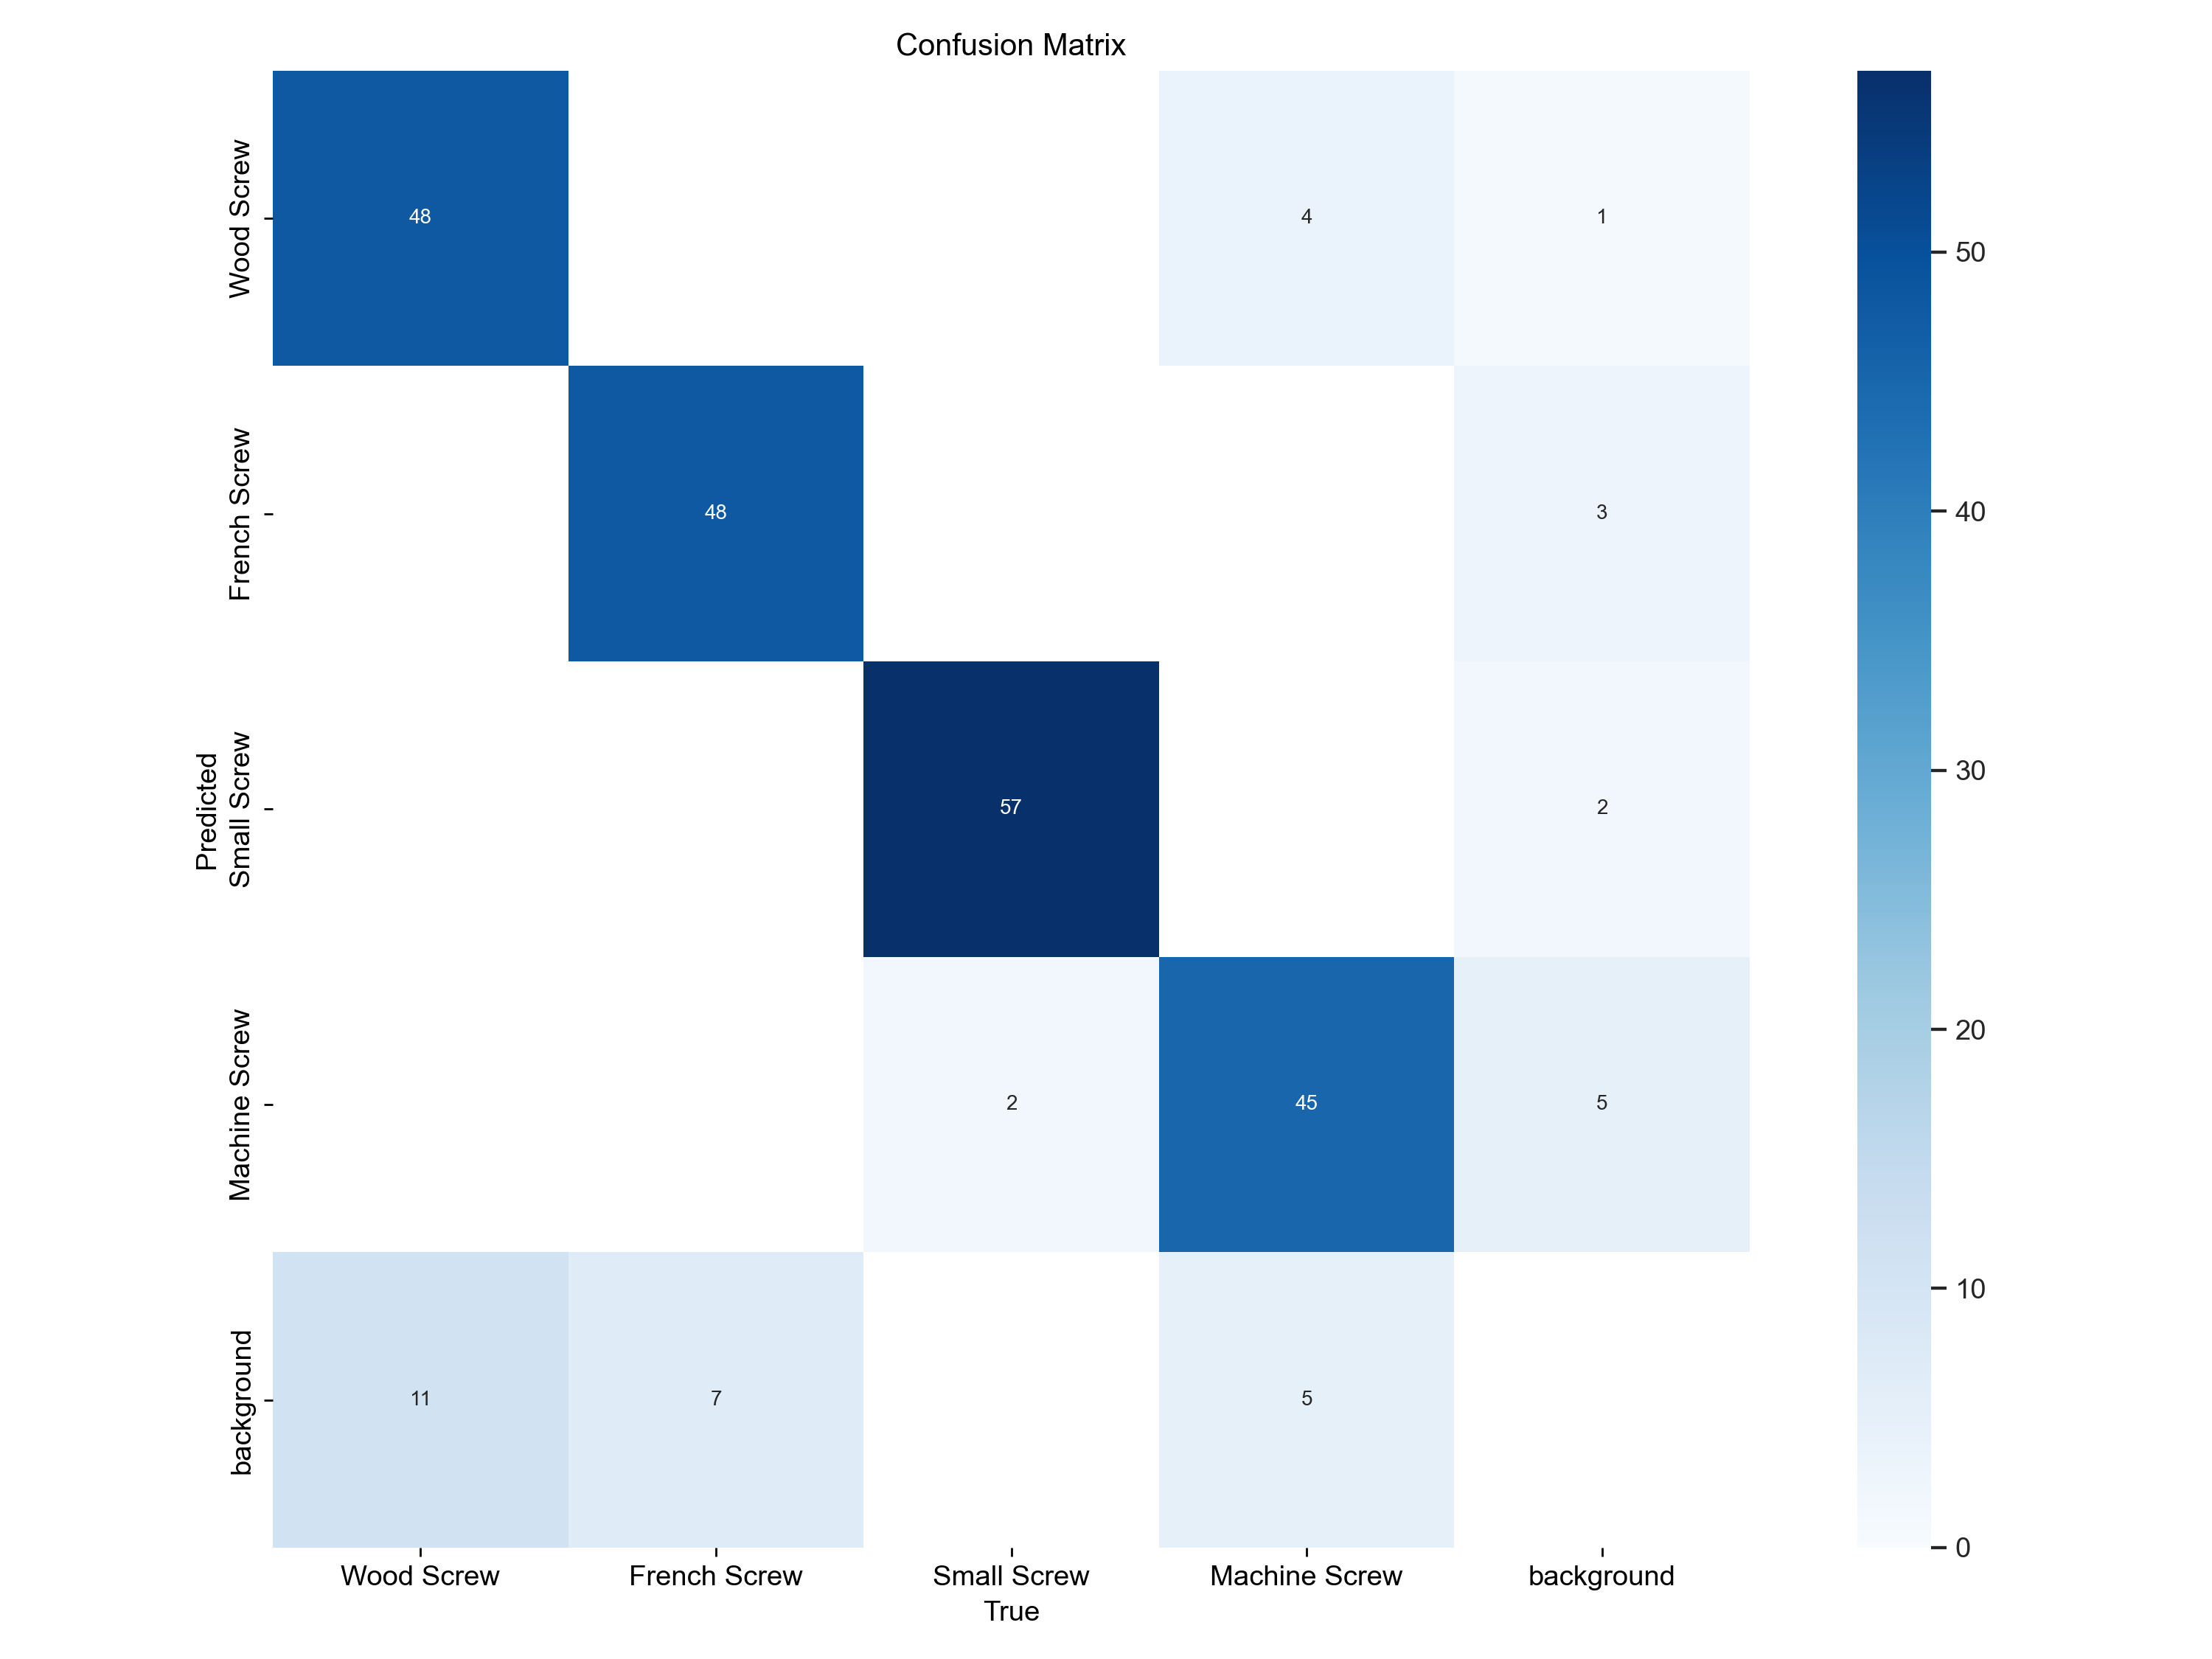 Confusion Matrix
Wood Screw
48
4
1
50
French Screw
48
3
40
Predicted
Small Screw
57
2
30
Machine Screw
2
45
5
20
background
11
7
5
10
0
Wood Screw
French Screw
Small Screw
Machine Screw
background
True